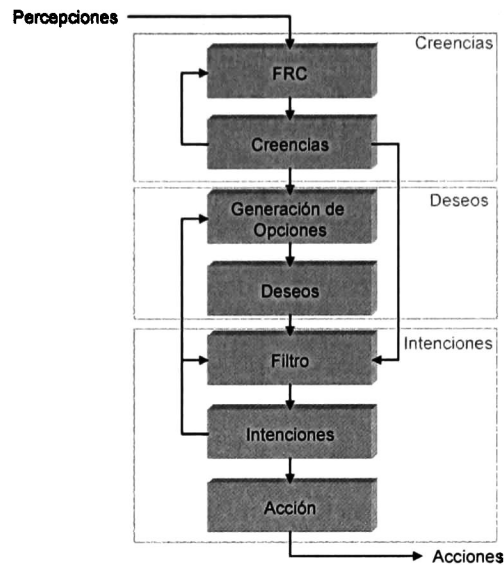 Percepciones
Creencias
FRC
Creencias
Deseos
Generación de
Opciones
Deseos
Intenciones
Filtro
Intenciones
Acción
Acciones